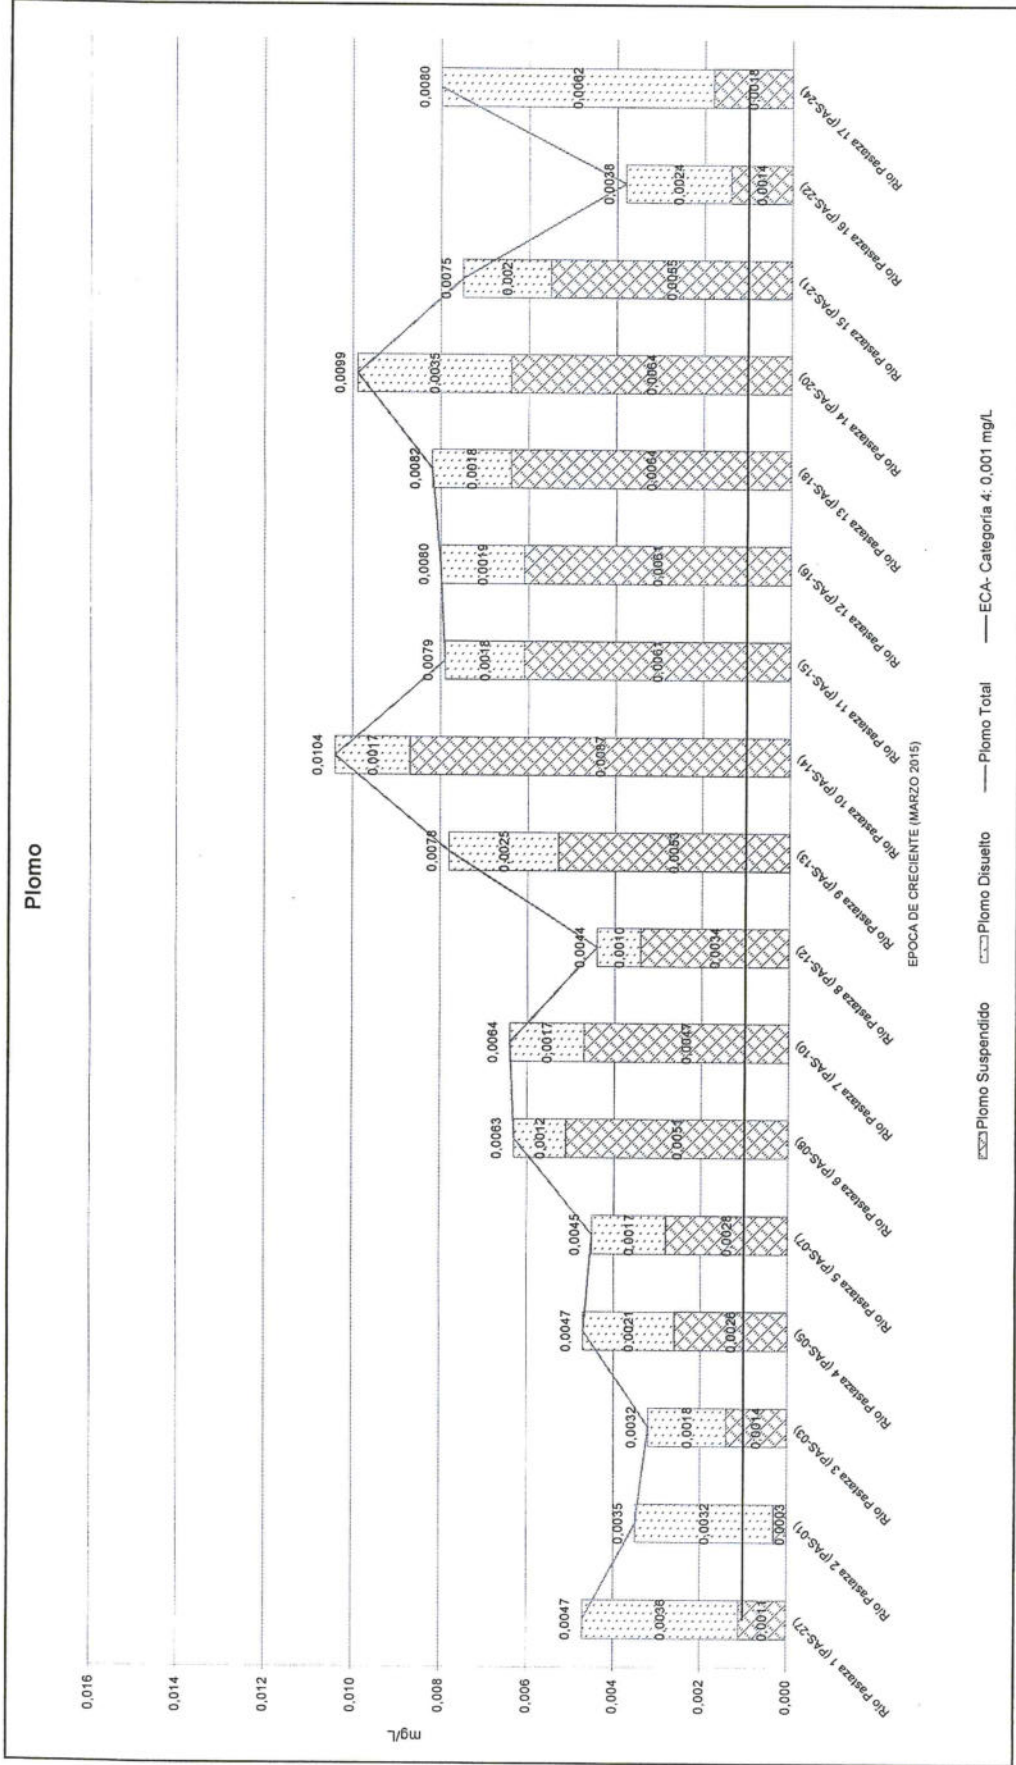 Plomo
mg/L
0,016
0,014
0,012
0,010
0,008
0,006
0,004
0,002
0,000
0,0047
0,0036
0,0011
0,0035
0,0032
0,0003
0,0032
0,0018
0,0014
0,0047
0,0021
0,0026
0,0045
0,0017
0,0028
0,0063
0,0012
0,0051
0,0064
0,0017
0,0047
0,0044
0,0010
0,0034
0,0078
0,0025
0,0053
0,0104
0,0017
0,0087
0,0079
0,0018
0,0061
0,0080
0,0019
0,0061
0,0082
0,0018
0,0064
0,0099
0,0035
0,0064
0,0075
0,002
0,0055
0,0038
0,0024
0,0014
0,0080
0,0062
0,0018
Río Pastaza 1 (PAS-27)
Río Pastaza 2 (PAS-01)
Río Pastaza 3 (PAS-03)
Río Pastaza 4 (PAS-05)
Río Pastaza 5 (PAS-07)
Río Pastaza 6 (PAS-08)
Río Pastaza 7 (PAS-10)
Río Pastaza 8 (PAS-12)
Río Pastaza 9 (PAS-13)
Río Pastaza 10 (PAS-14)
Río Pastaza 11 (PAS-15)
Río Pastaza 12 (PAS-16)
Río Pastaza 13 (PAS-18)
Río Pastaza 14 (PAS-20)
Río Pastaza 15 (PAS-21)
Río Pastaza 16 (PAS-22)
Río Pastaza 17 (PAS-24)
EPOCA DE CRECIENTE (MARZO 2015)
Plomo Suspendido
Plomo Disuelto
Plomo Total
ECA- Categoría 4: 0,001 mg/L